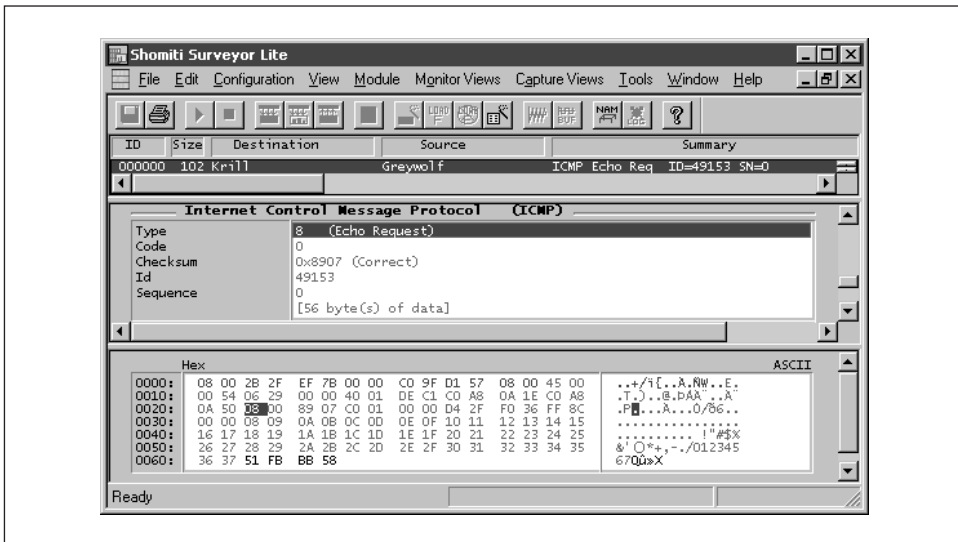 Shomiti Surveyor Lite
File Edit Configuration View Module Monitor Views Capture Views Tools Window Help
NAM
ID Size Destination Source Summary
000000 102 Krill Greywolf ICMP Echo Req ID=49153 SN=0
Internet Control Message Protocol (ICMP)
Type 8 (Echo Request)
Code 0
Checksum 0x8907 (Correct)
Id 49153
Sequence 0
[56 byte(s) of data]
Hex ASCII
0000: 08 00 2B 2F EF 7B 00 00 C0 9F D1 57 08 00 45 00 ..+/ï{..À.ÑW..E.
0010: 00 54 06 29 00 00 40 01 DE C1 C0 A8 0A 1E C0 A8 .T.)..@.ÞÁÀ¨..À¨
0020: 0A 50 08 00 89 07 C0 01 00 00 D4 2F F0 36 FF 8C .P...À...Ô/ð6..
0030: 00 00 08 09 0A 0B 0C 0D 0E 0F 10 11 12 13 14 15 ................
0040: 16 17 18 19 1A 1B 1C 1D 1E 1F 20 21 22 23 24 25 .......... !"#$%
0050: 26 27 28 29 2A 2B 2C 2D 2E 2F 30 31 32 33 34 35 &'()*+,-./012345
0060: 36 37 51 FB BB 58 67Qû»X
Ready